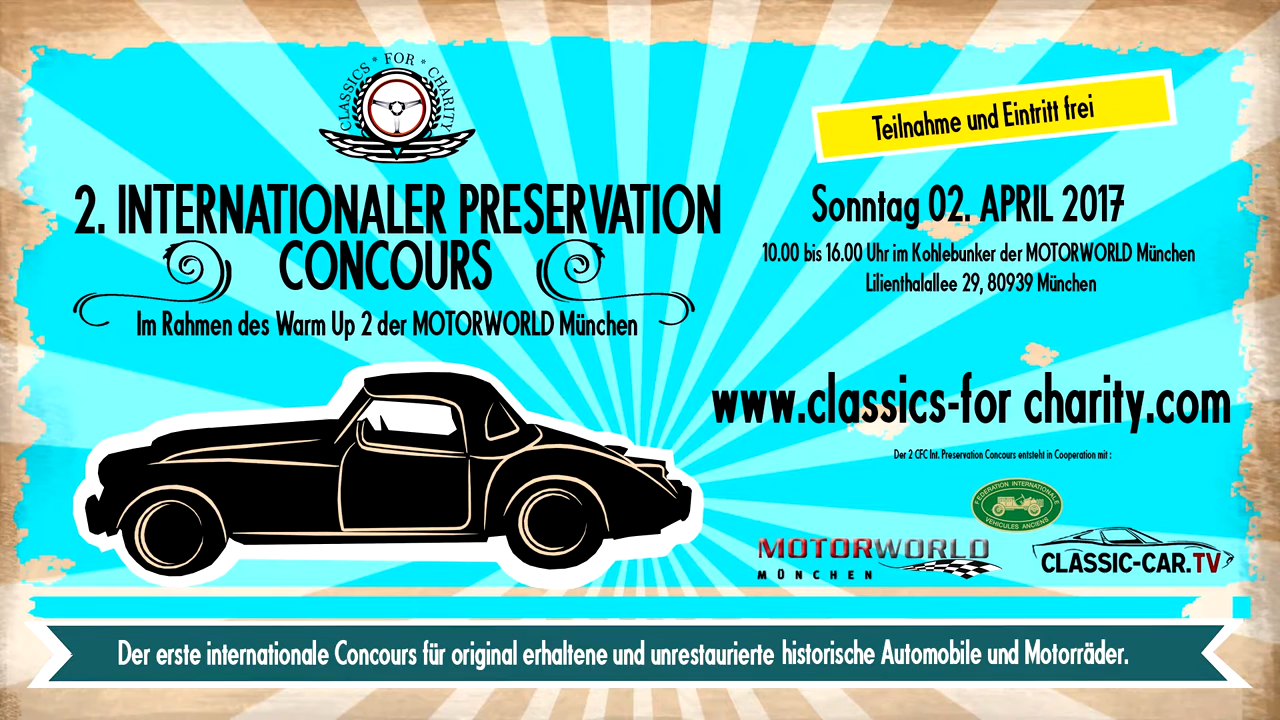 CLASSICS * FOR * CHARITY
2. INTERNATIONALER PRESERVATION
CONCOURS
Im Rahmen des Warm Up 2 der MOTORWORLD München
Teilnahme und Eintritt frei
Sonntag 02. APRIL 2017
10.00 bis 16.00 Uhr im Kohlebunker der MOTORWORLD München
Lilienthalallee 29, 80939 München
www.classics-for charity.com
Der 2 CFC Int. Preservation Concours entsteht in Cooperation mit :
FEDERATION INTERNATIONALE
VEHICULES ANCIENS
MOTORWORLD
MÜNCHEN
CLASSIC-CAR.TV
Der erste internationale Concours für original erhaltene und unrestaurierte historische Automobile und Motorräder.